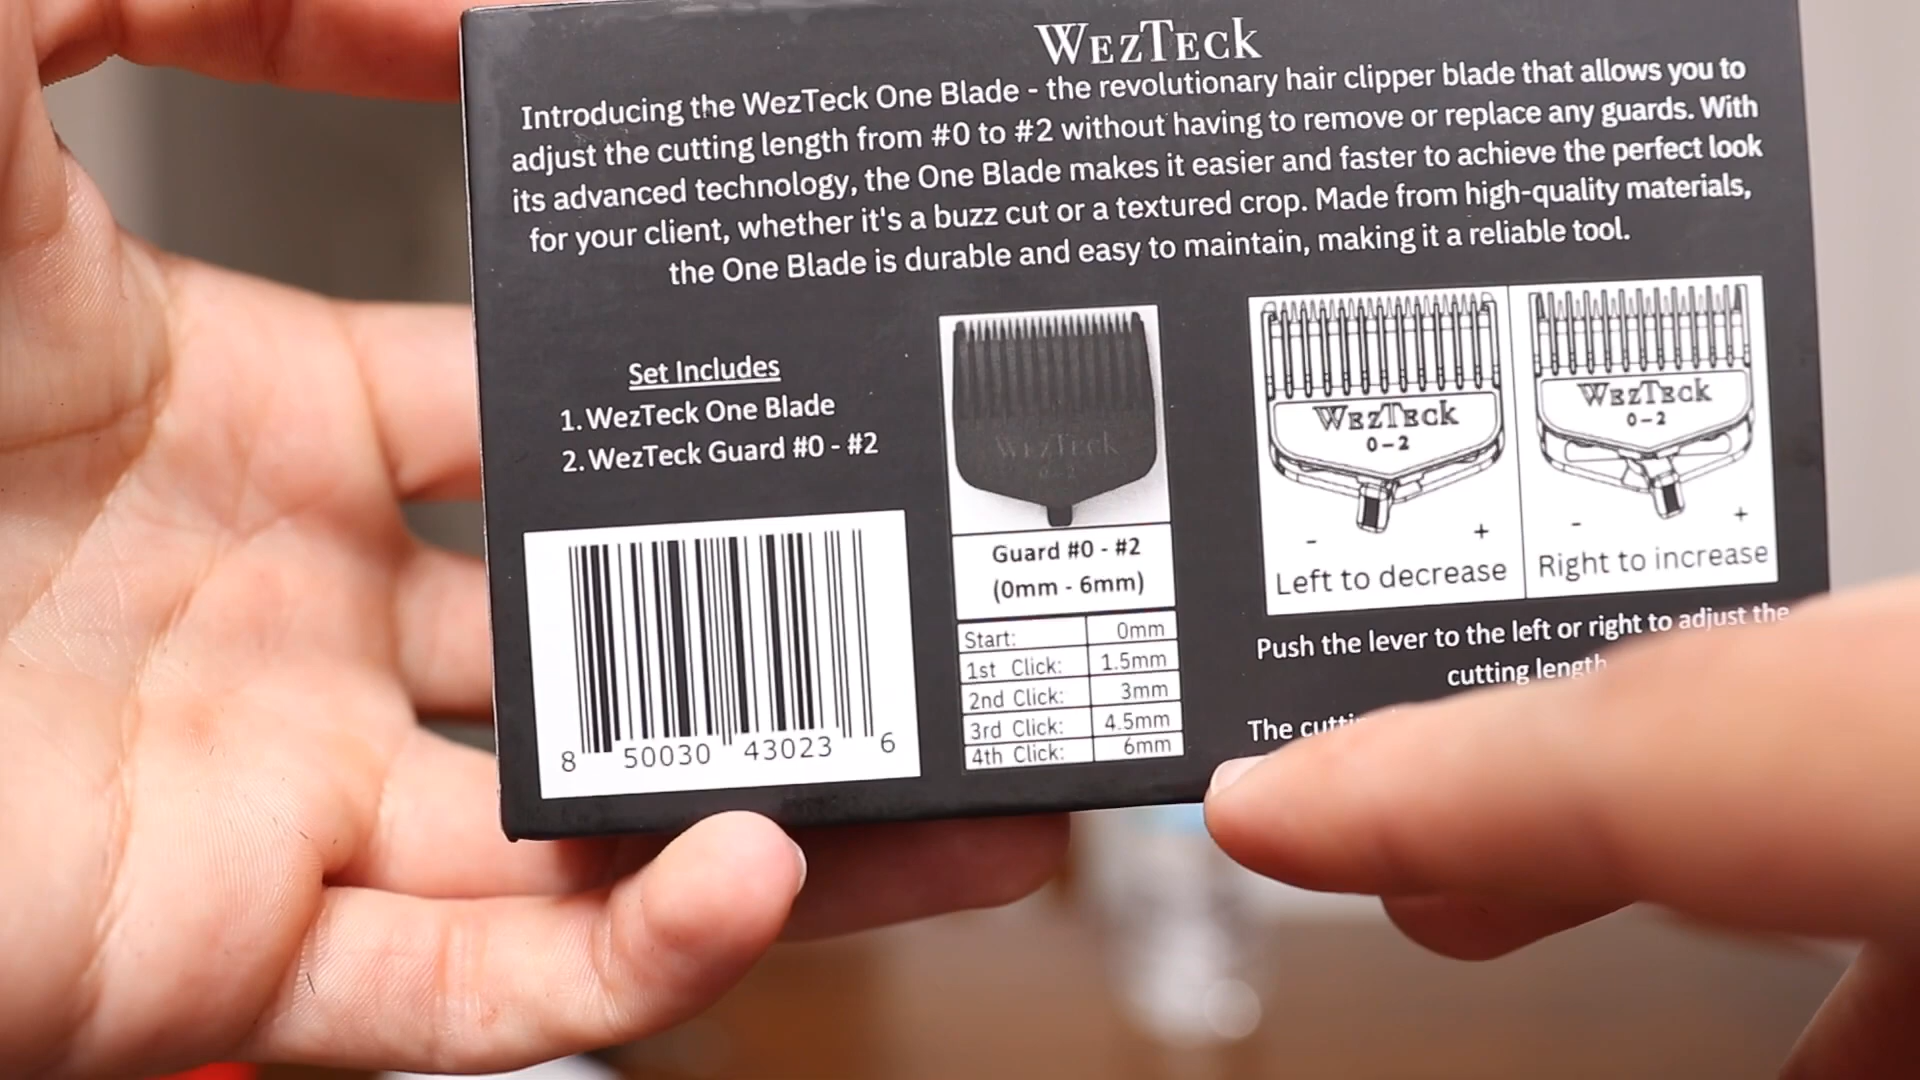 WEZTECK
Introducing the WezTeck One Blade - the revolutionary hair clipper blade that allows you to
adjust the cutting length from #0 to #2 without having to remove or replace any guards. With
its advanced technology, the One Blade makes it easier and faster to achieve the perfect look
for your client, whether it's a buzz cut or a textured crop. Made from high-quality materials,
the One Blade is durable and easy to maintain, making it a reliable tool.
Set Includes
1. WezTeck One Blade
2. WezTeck Guard #0 - #2
8 50030 43023 6
WEZTECK
0-2
Guard #0 - #2
(0mm - 6mm)
Start: 0mm
1st Click: 1.5mm
2nd Click: 3mm
3rd Click: 4.5mm
4th Click: 6mm
WEZTECK
0-2
- +
Left to decrease
WEZTECK
0-2
- +
Right to increase
Push the lever to the left or right to adjust the
cutting length
The